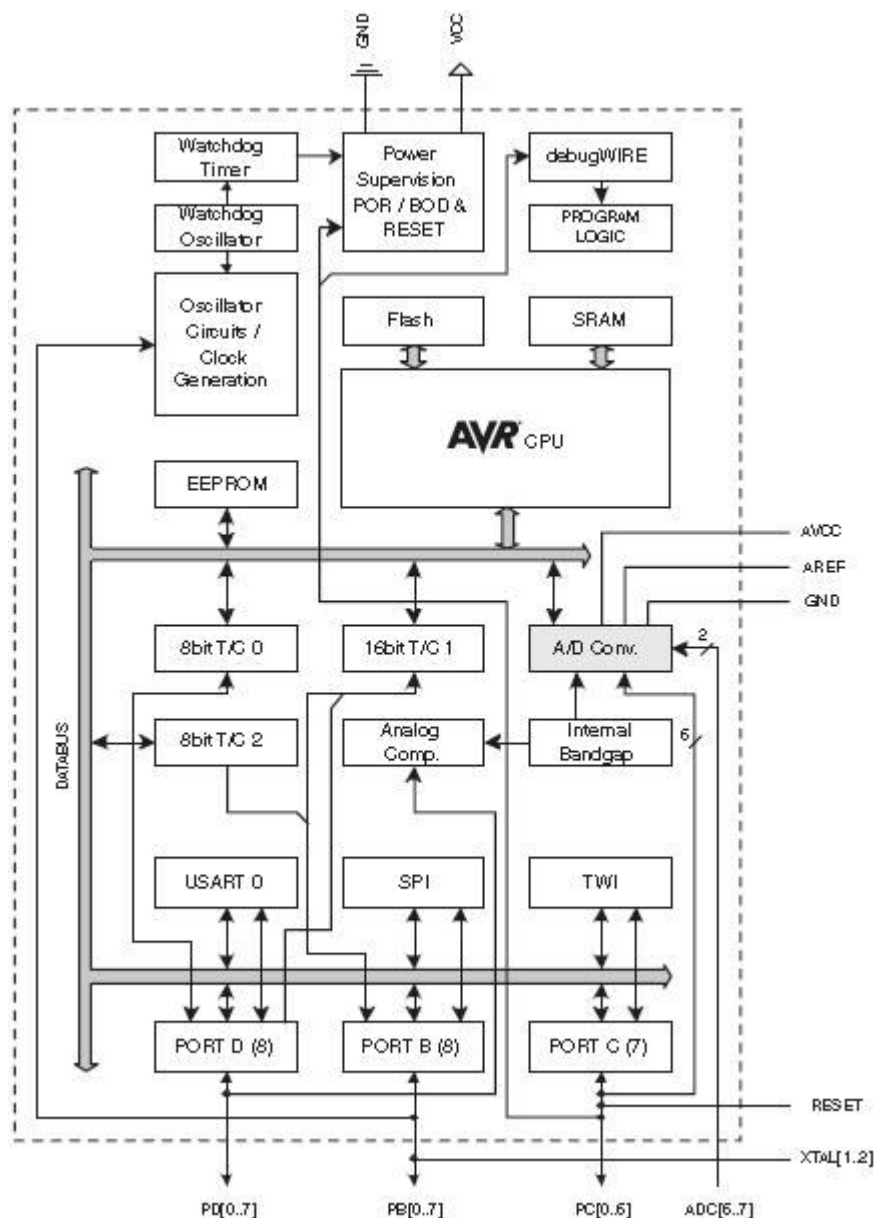 GND
VCC
Watchdog
Timer
Power
Supervision
POR / BOD &
RESET
debugWIRE
Watchdog
Oscillator
PROGRAM
LOGIC
Oscillator
Circuits /
Clock
Generation
Flash
SRAM
AVR CPU
EEPROM
AVCC
AREF
GND
8bit T/C 0
16bit T/C 1
A/D Conv.
2
DATABUS
8bit T/C 2
Analog
Comp.
Internal
Bandgap
6
USART 0
SPI
TWI
PORT D (8)
PORT B (8)
PORT C (7)
RESET
XTAL[1..2]
PD[0..7]
PB[0..7]
PC[0..6]
ADC[6..7]